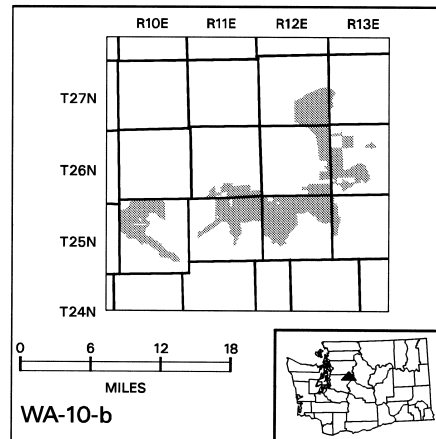 R10E R11E R12E R13E
T27N
T26N
T25N
T24N
0 6 12 18
MILES
WA-10-b